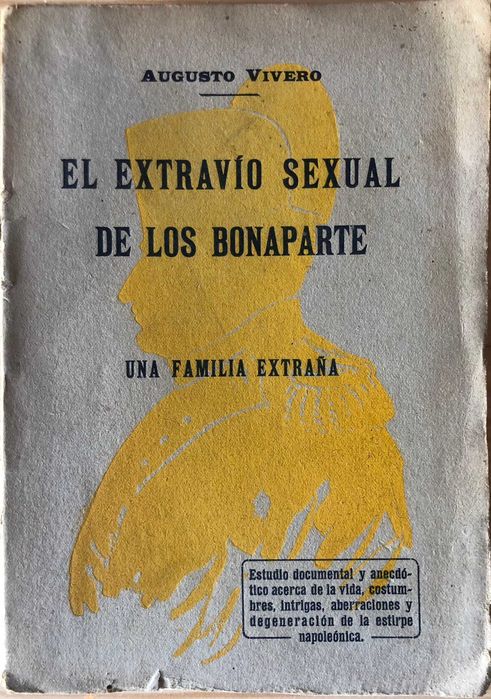 AUGUSTO VIVERO
EL EXTRAVÍO SEXUAL
DE LOS BONAPARTE
UNA FAMILIA EXTRAÑA
Estudio documental y anecdó-
tico acerca de la vida, costum-
bres, intrigas, aberraciones y
degeneración de la estirpe
napoleónica.